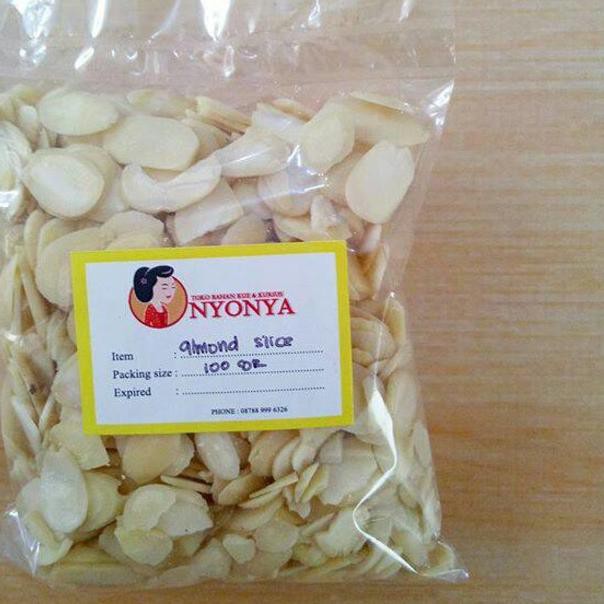 TOKO BAHAN KUE & KURSUS
NYONYA
Item : almond slice
Packing size : 100 GR
Expired :
PHONE : 08788 999 6326